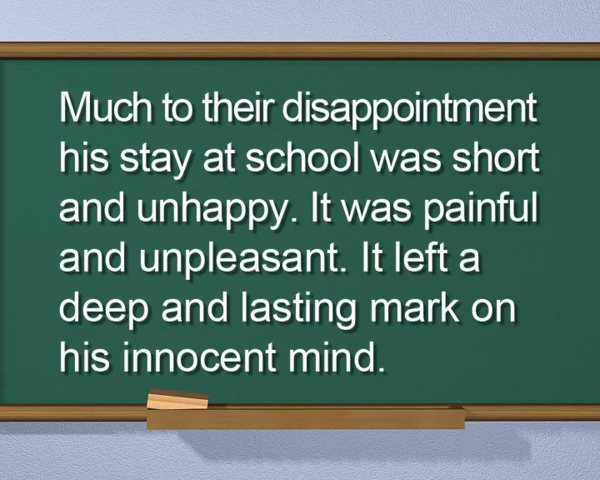 Much to their disappointment
his stay at school was short
and unhappy. It was painful
and unpleasant. It left a
deep and lasting mark on
his innocent mind.